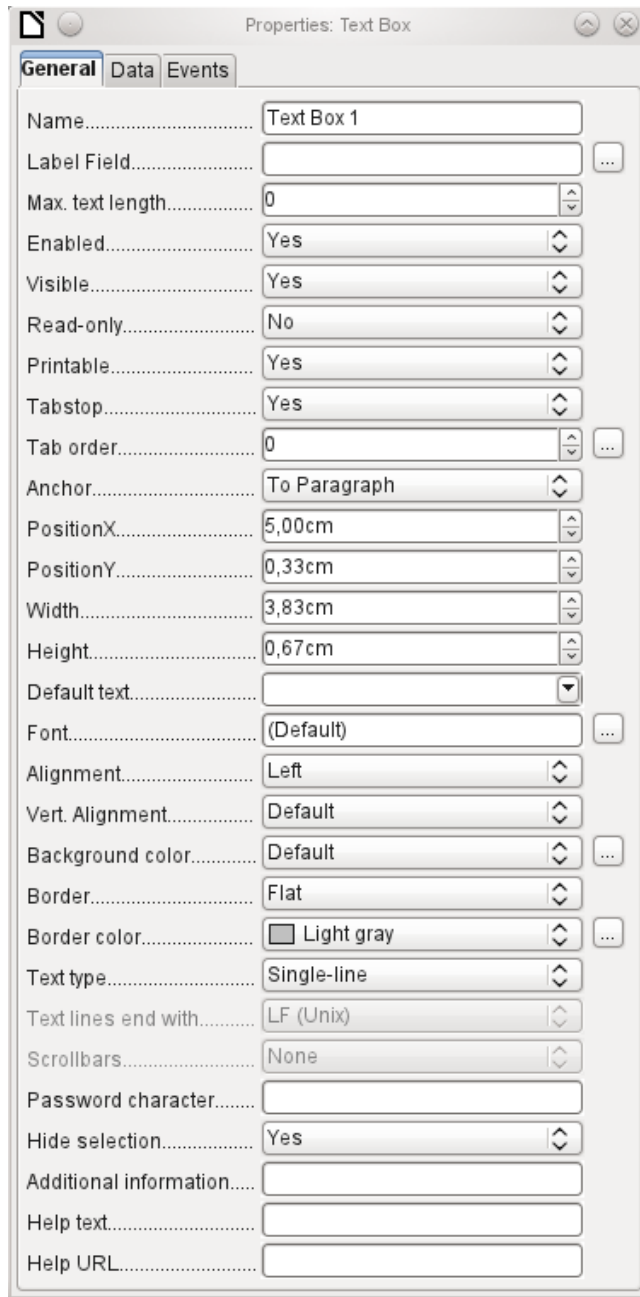 Properties: Text Box
General Data Events
Name.............................. Text Box 1
Label Field...................... ...
Max. text length................ 0
Enabled.......................... Yes
Visible............................ Yes
Read-only....................... No
Printable......................... Yes
Tabstop.......................... Yes
Tab order........................ 0 ...
Anchor............................ To Paragraph
PositionX........................ 5,00cm
PositionY........................ 0,33cm
Width.............................. 3,83cm
Height............................. 0,67cm
Default text......................
Font................................ (Default) ...
Alignment........................ Left
Vert. Alignment................ Default
Background color............ Default ...
Border............................. Flat
Border color.................... Light gray ...
Text type......................... Single-line
Text lines end with.......... LF (Unix)
Scrollbars....................... None
Password character.......
Hide selection................. Yes
Additional information.....
Help text.........................
Help URL.........................